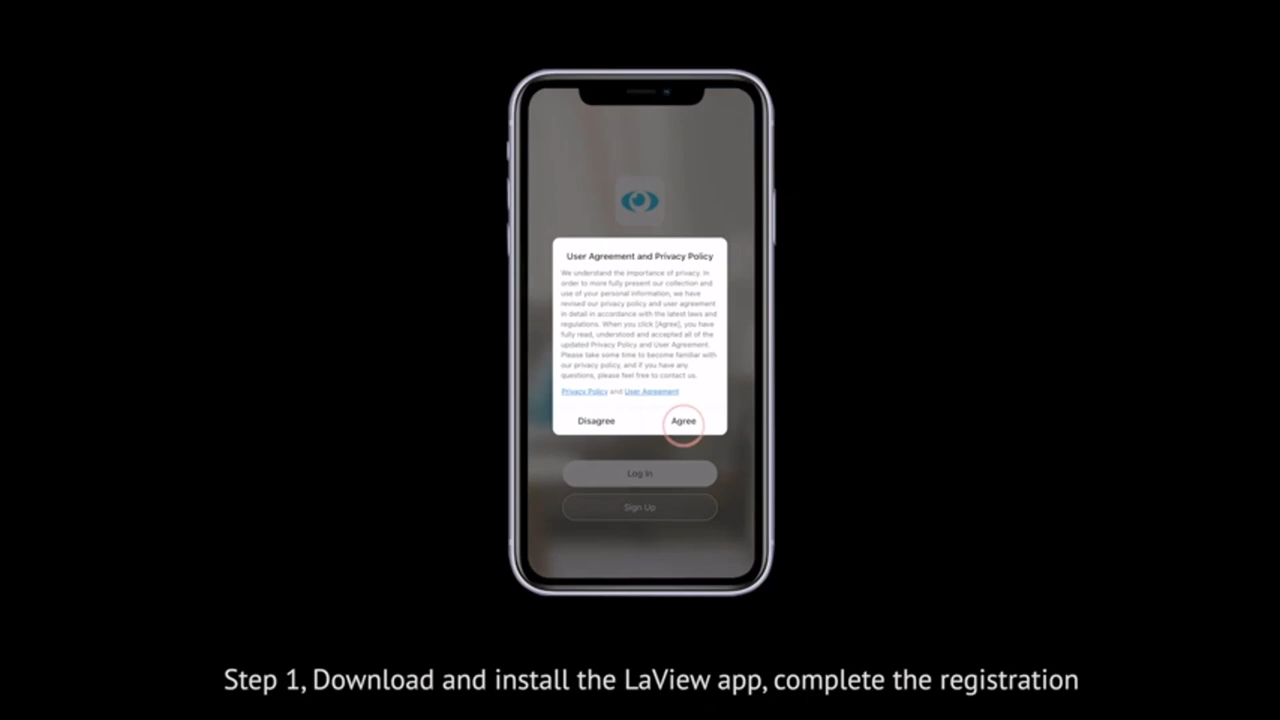 User Agreement and Privacy Policy
We understand the importance of privacy. In
order to more fully present our collection and
use of your personal information, we have
revised our privacy policy and user agreement
in detail in accordance with the latest laws and
regulations. When you click [Agree], you have
fully read, understood and accepted all of the
updated Privacy Policy and User Agreement.
Please take some time to become familiar with
our privacy policy, and if you have any
questions, please feel free to contact us.
Privacy Policy and User Agreement
Disagree Agree
Log In
Sign Up
Step 1, Download and install the LaView app, complete the registration